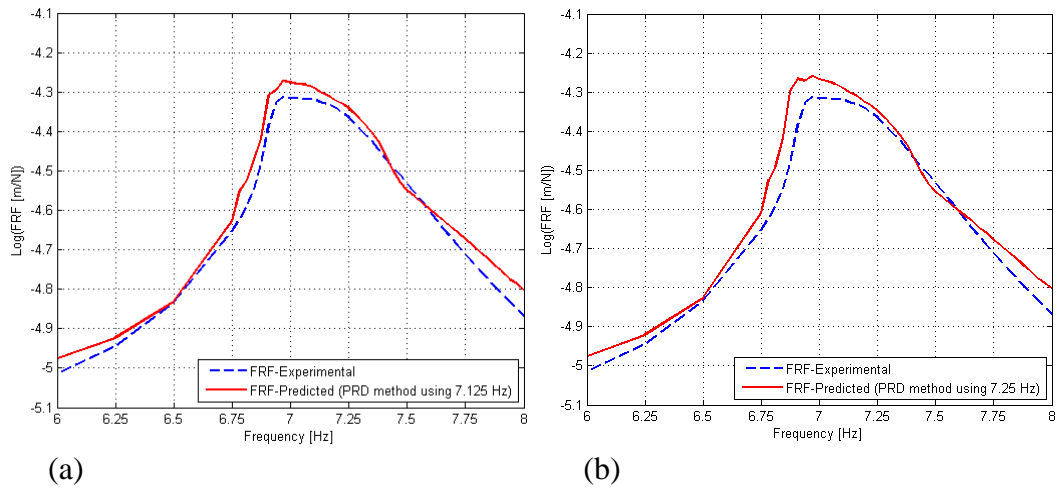 -4.1
-4.2
-4.3
-4.4
-4.5
-4.6
-4.7
-4.8
-4.9
-5
-5.1
Log(FRF [m/N])
6 6.25 6.5 6.75 7 7.25 7.5 7.75 8
Frequency [Hz]
FRF-Experimental
FRF-Predicted (PRD method using 7.125 Hz)
(a)
-4.1
-4.2
-4.3
-4.4
-4.5
-4.6
-4.7
-4.8
-4.9
-5
-5.1
Log(FRF [m/N])
6 6.25 6.5 6.75 7 7.25 7.5 7.75 8
Frequency [Hz]
FRF-Experimental
FRF-Predicted (PRD method using 7.25 Hz)
(b)